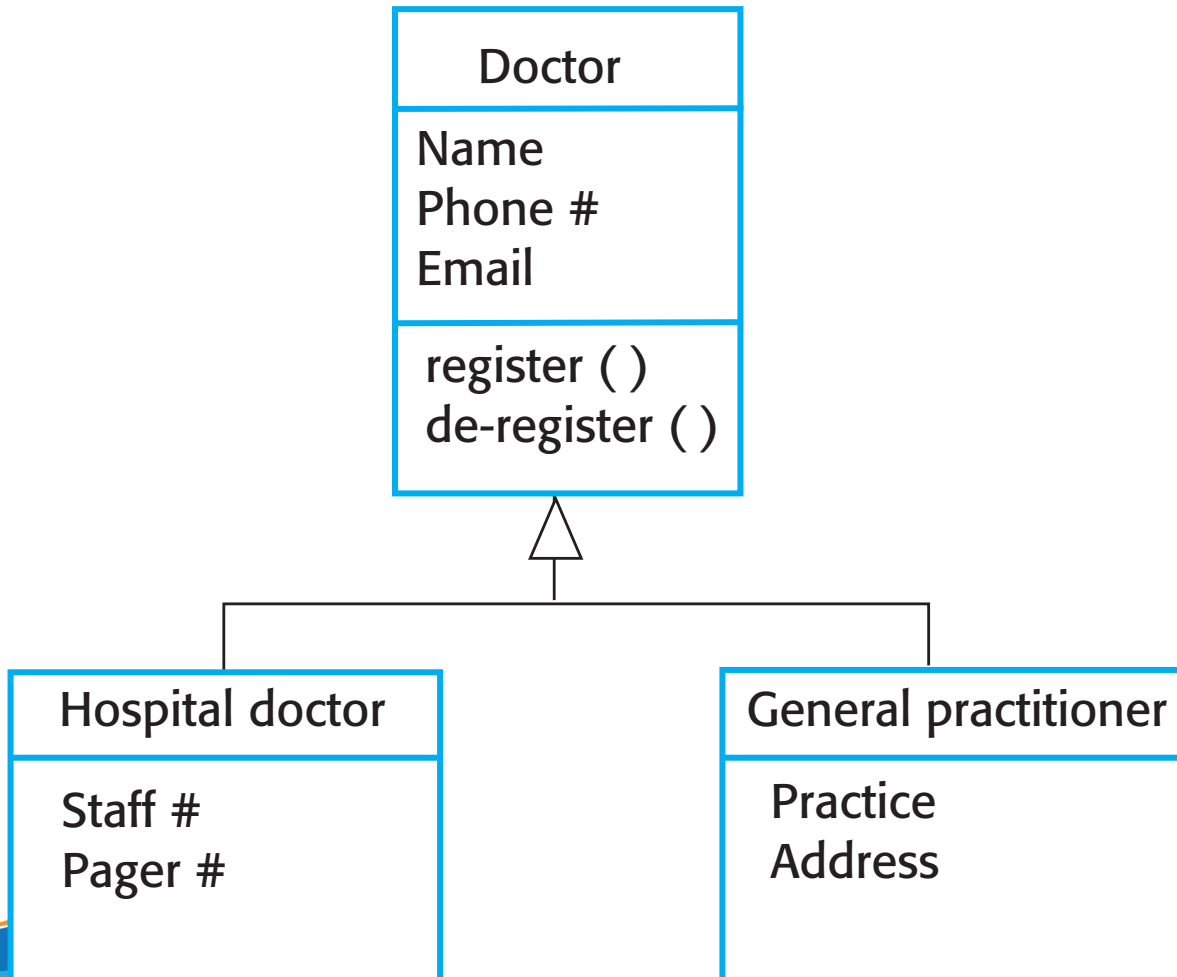 Doctor
Name
Phone #
Email
register ( )
de-register ( )
Hospital doctor
Staff #
Pager #
General practitioner
Practice
Address